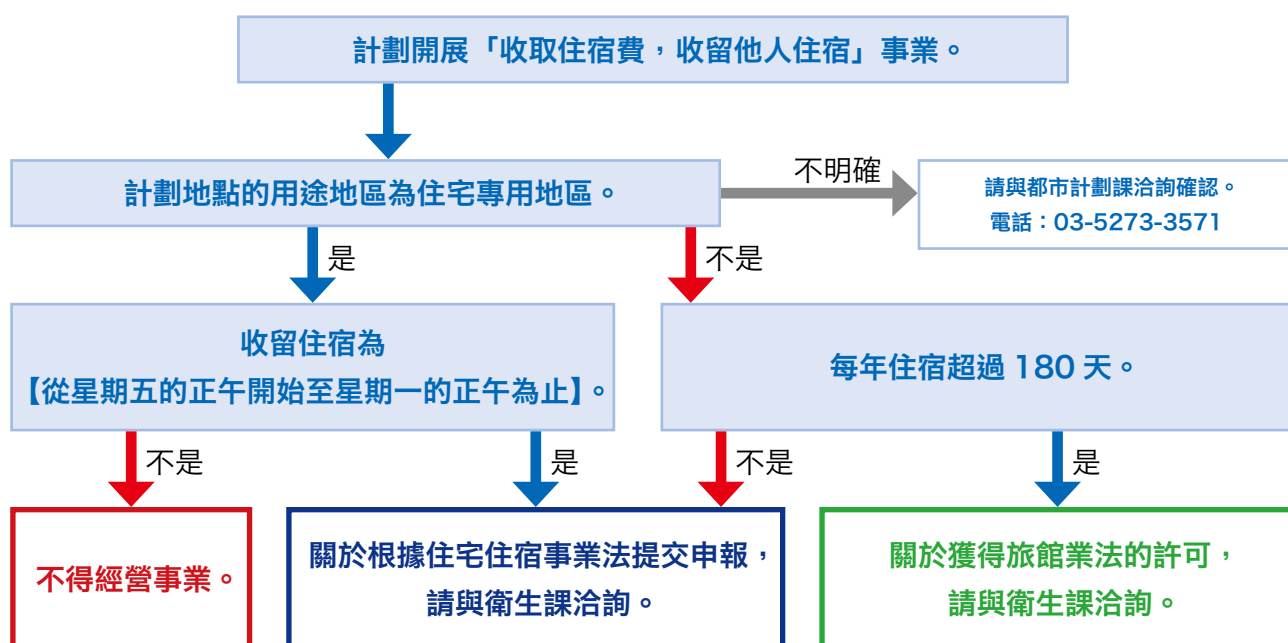 計劃開展「收取住宿費，收留他人住宿」事業。
計劃地點的用途地區為住宅專用地區。
不明確
請與都市計劃課洽詢確認。
電話：03-5273-3571
是
不是
收留住宿為
【從星期五的正午開始至星期一的正午為止】。
每年住宿超過 180 天。
不是
是
不是
是
不得經營事業。
關於根據住宅住宿事業法提交申報，
請與衛生課洽詢。
關於獲得旅館業法的許可，
請與衛生課洽詢。